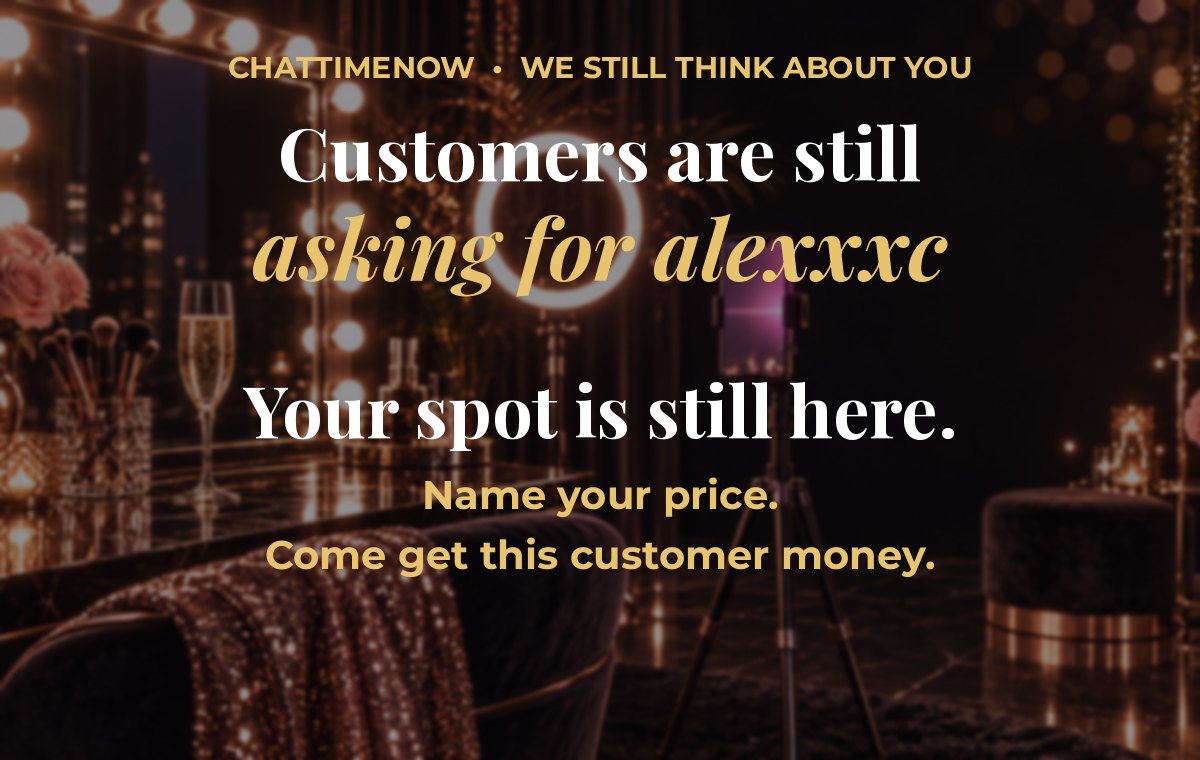 CHATTIMENOW • WE STILL THINK ABOUT YOU
Customers are still
asking for alexxxc
Your spot is still here.
Name your price.
Come get this customer money.